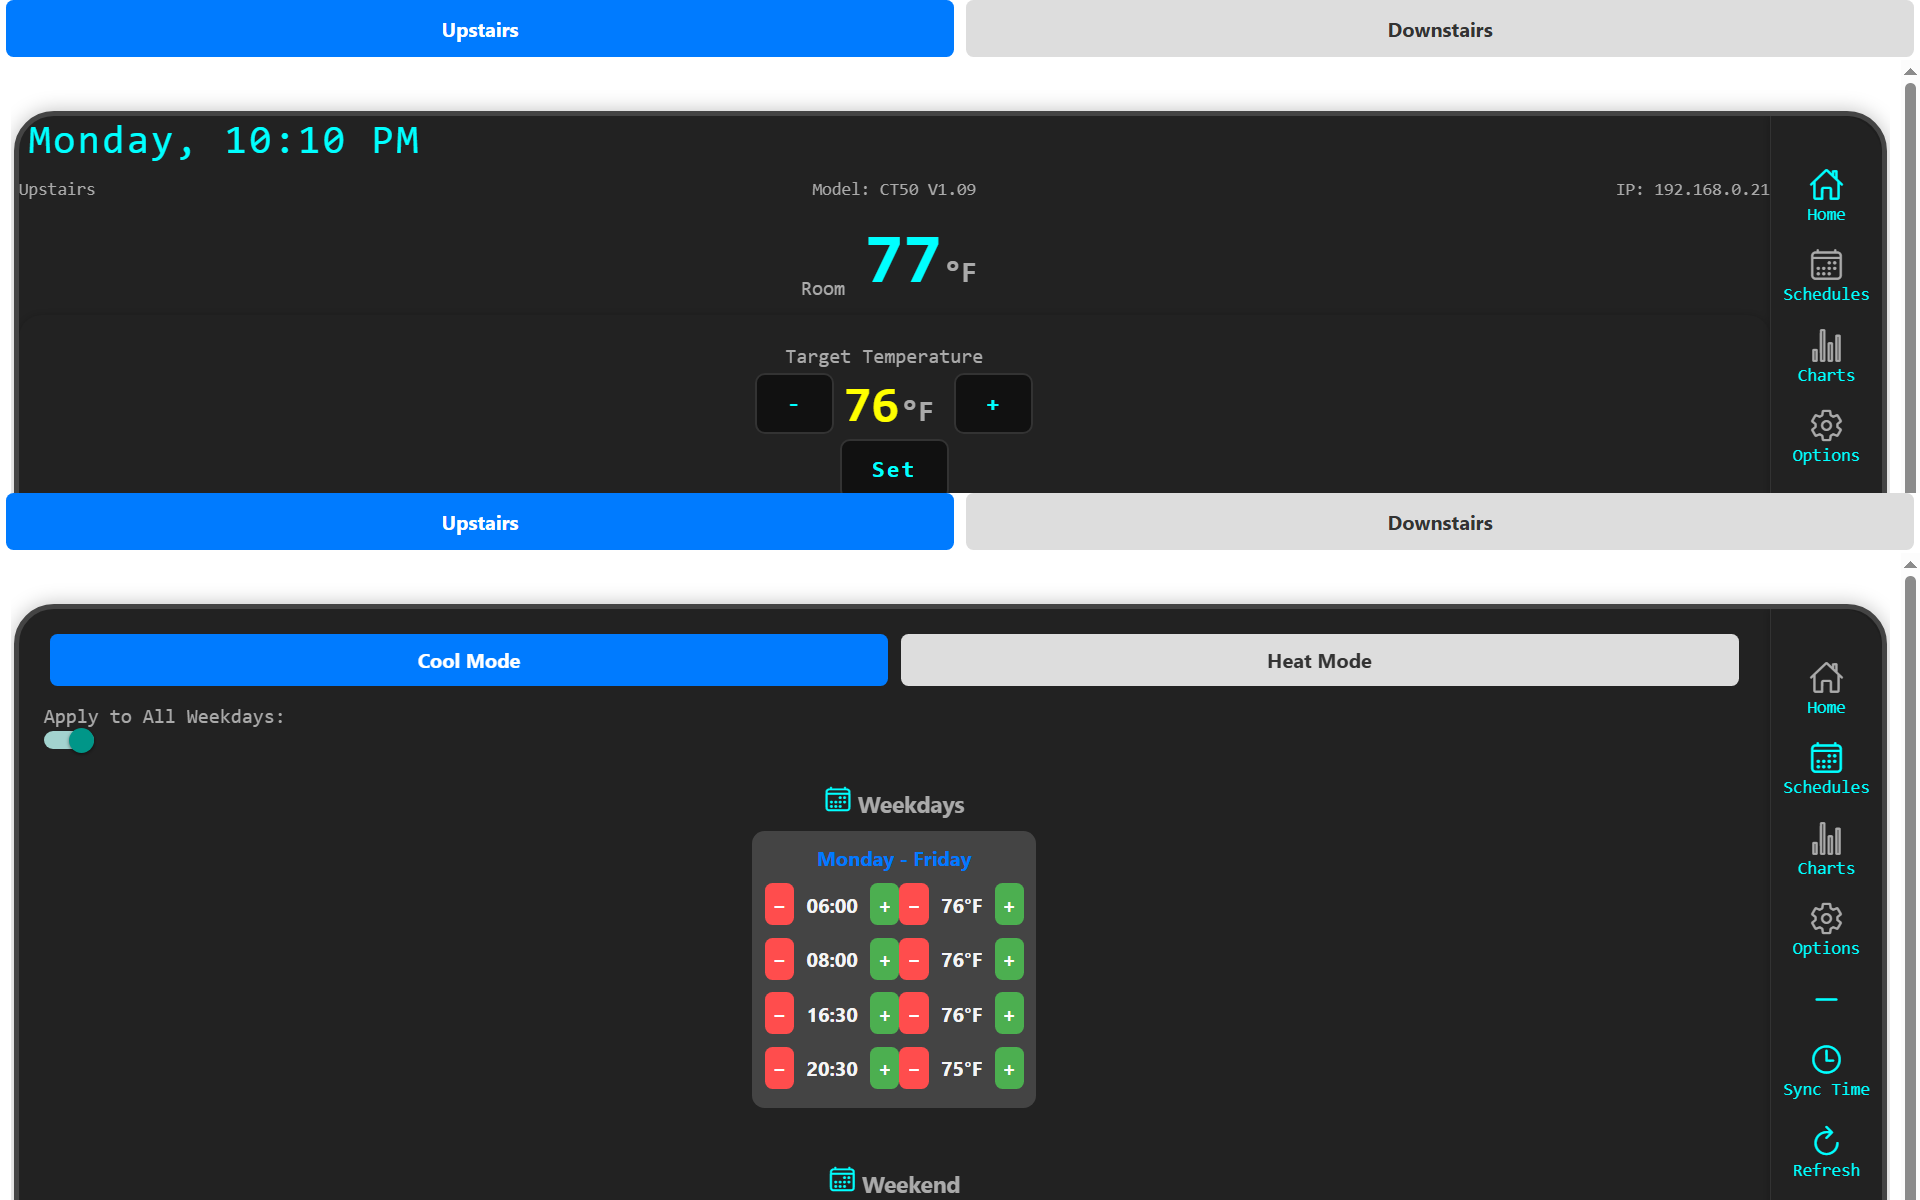 Upstairs Downstairs
Monday, 10:10 PM
Upstairs Model: CT50 V1.09 IP: 192.168.0.21
Home
Room 77 °F
Schedules
Target Temperature
Charts
- 76 °F +
Options
Set
Upstairs Downstairs
Cool Mode Heat Mode
Home
Apply to All Weekdays:
Schedules
Weekdays
Monday - Friday
Charts
− 06:00 + − 76°F +
Options
− 08:00 + − 76°F +
− 16:30 + − 76°F +
− 20:30 + − 75°F +
Sync Time
Refresh
Weekend